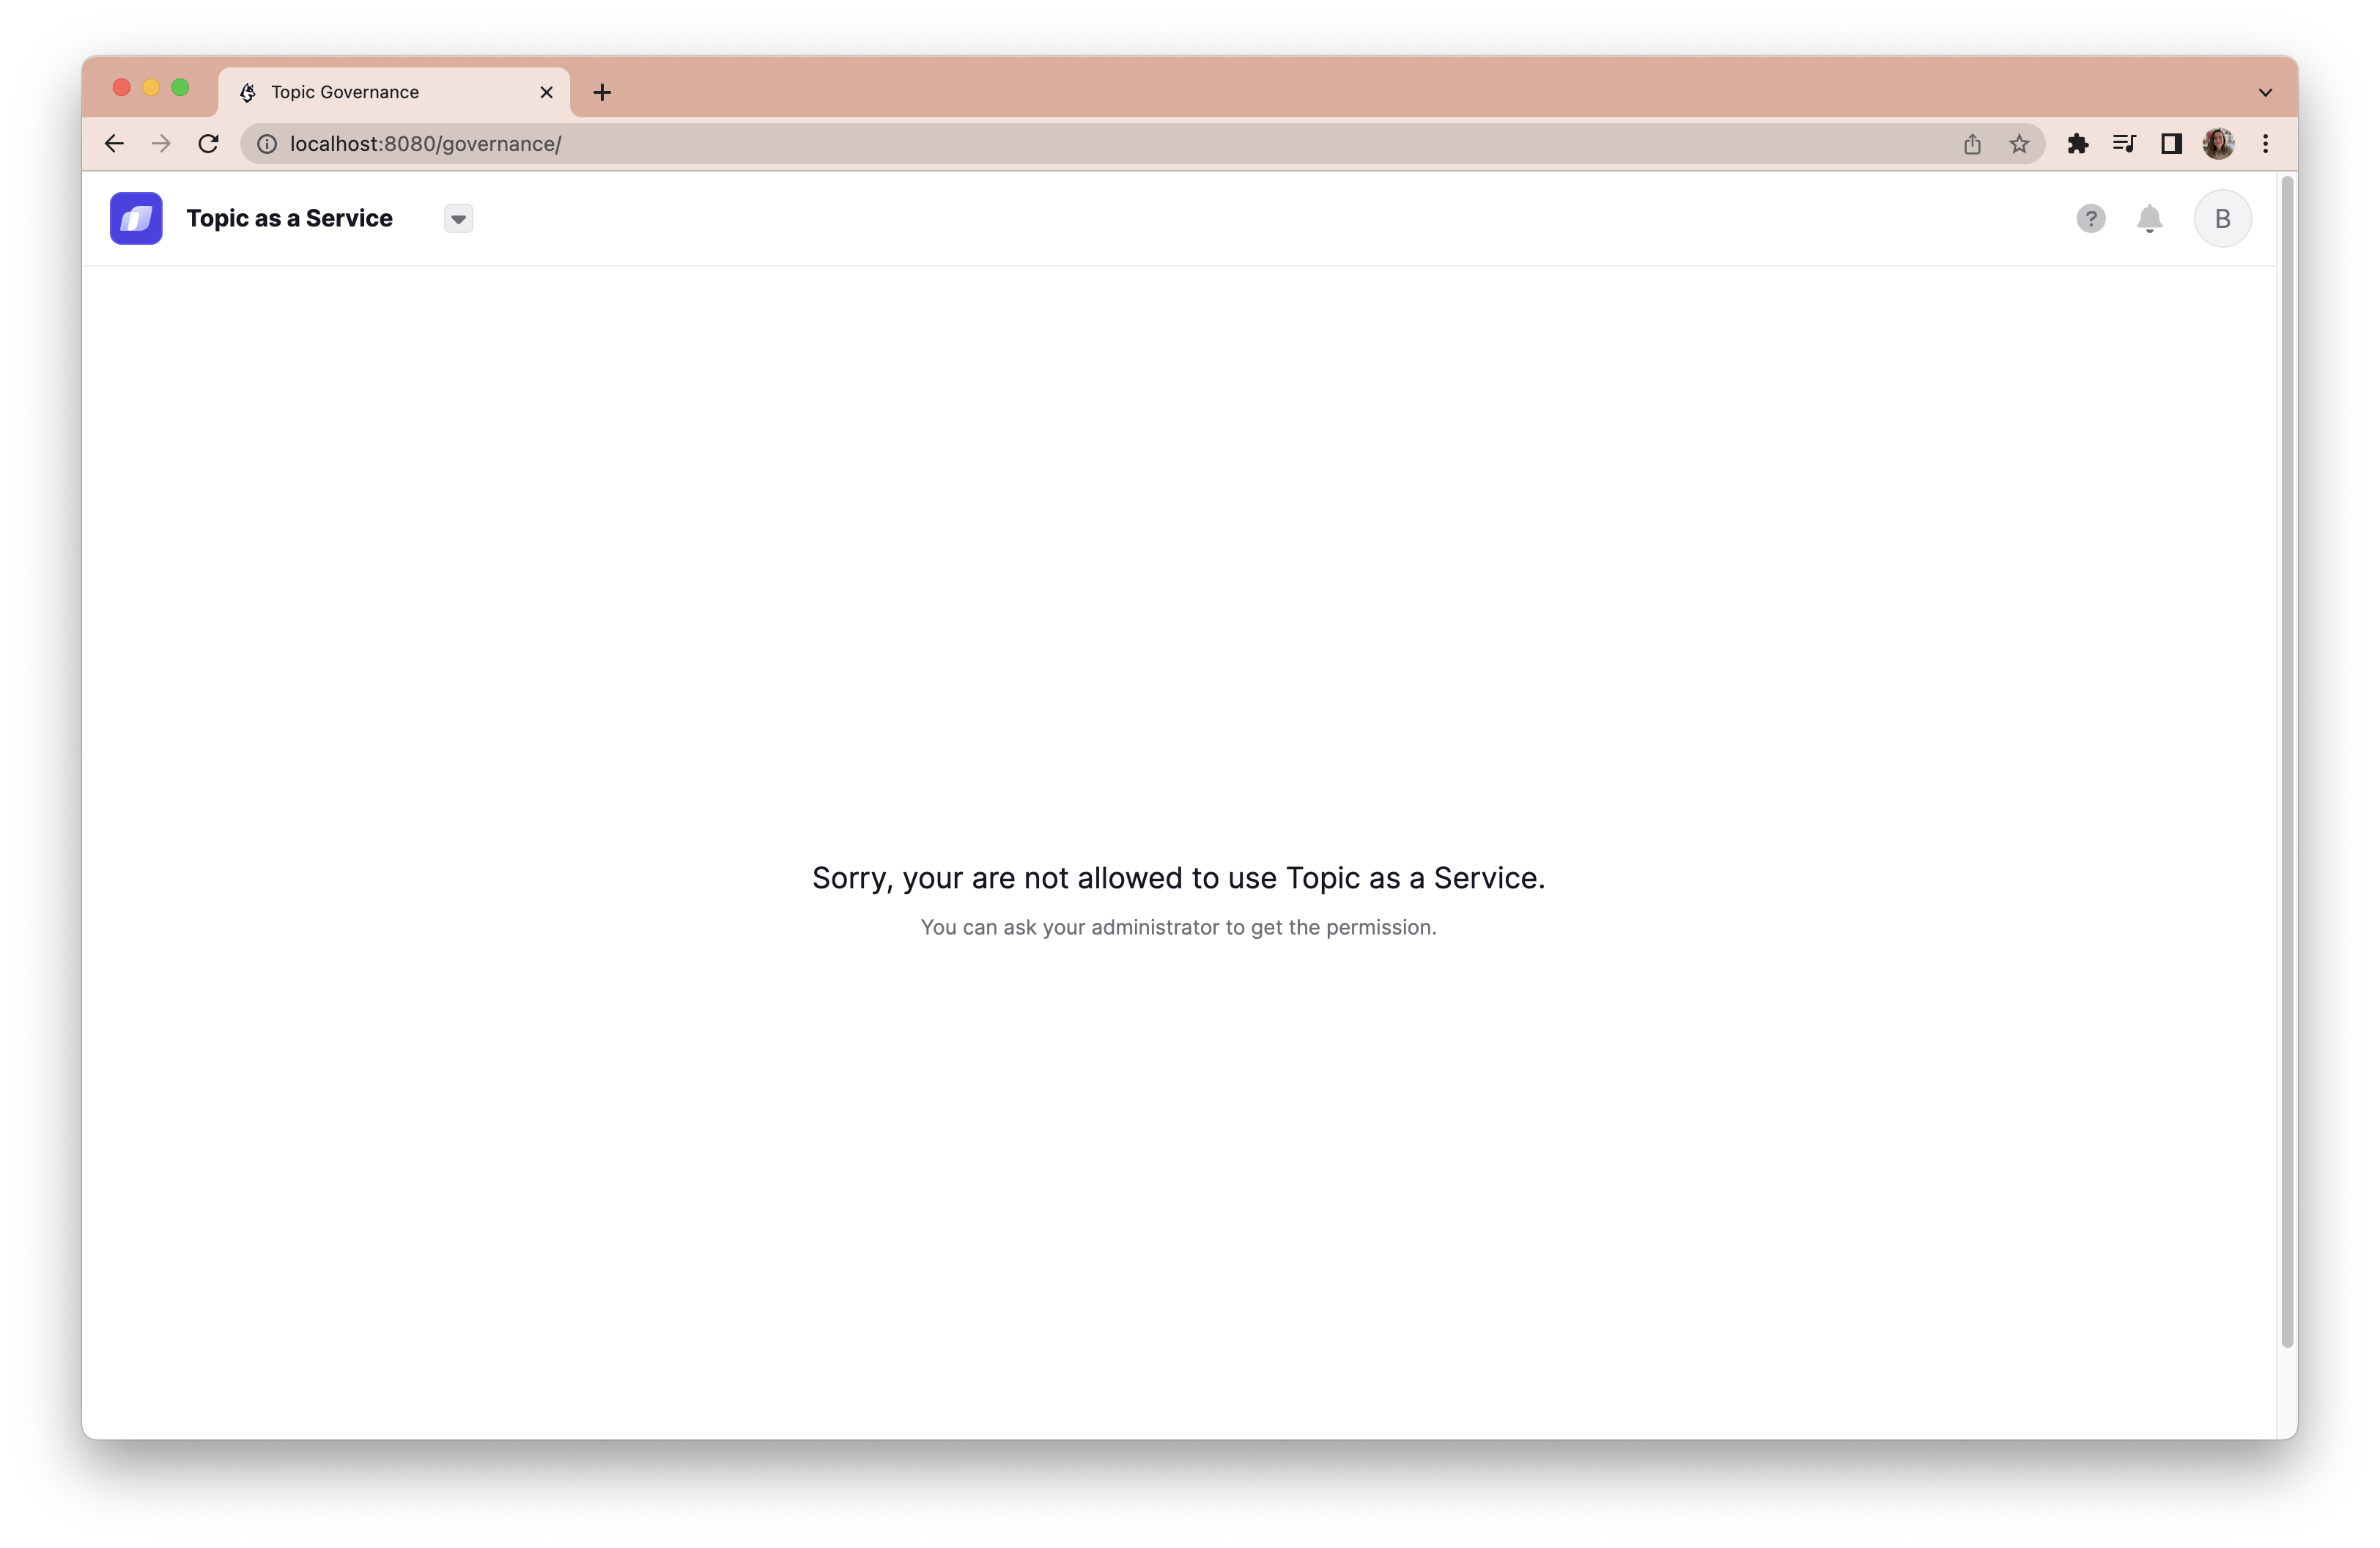 Topic Governance
localhost:8080/governance/
Topic as a Service
?
B
Sorry, your are not allowed to use Topic as a Service.
You can ask your administrator to get the permission.